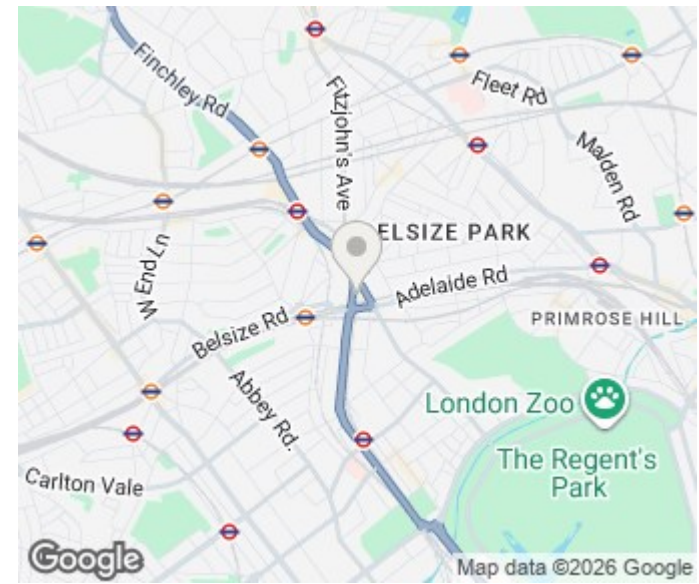 Finchley Rd
Fitzjohn's Ave
Fleet Rd
Malden Rd
ELSIZE PARK
W End Ln
Adelaide Rd
Belsize Rd
PRIMROSE HILL
Abbey Rd.
London Zoo
The Regent's
Park
Carlton Vale
Google
Map data ©2026 Google